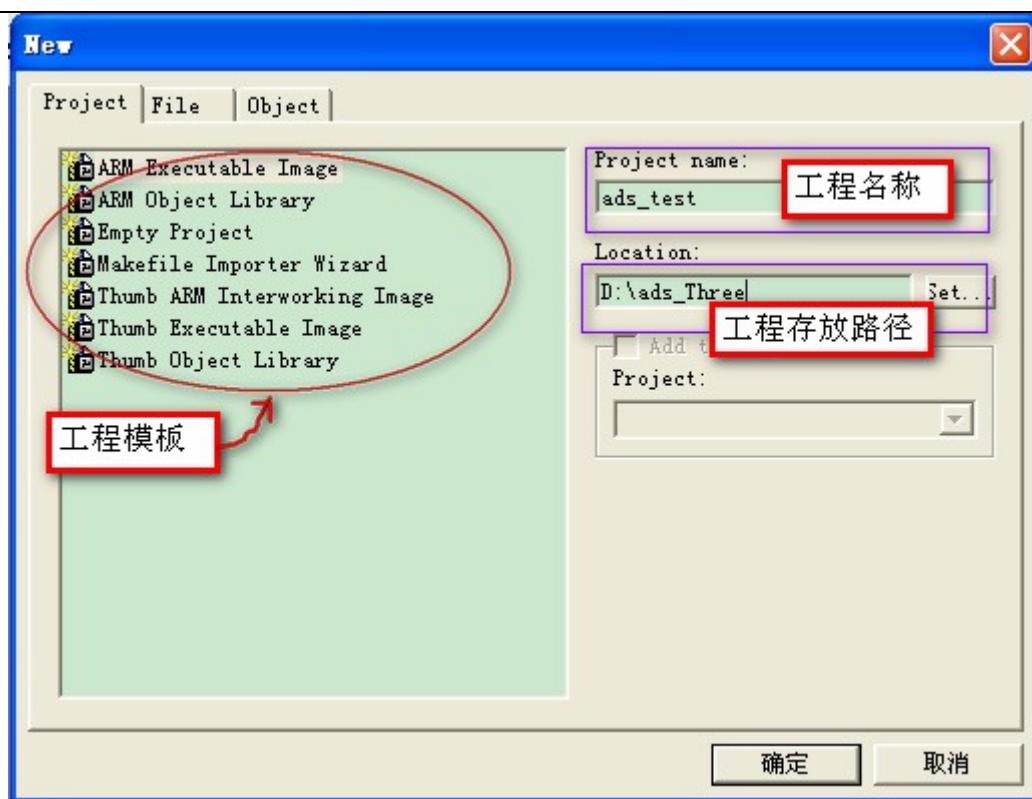 New
Project File Object
ARM Executable Image
ARM Object Library
Empty Project
Makefile Importer Wizard
Thumb ARM Interworking Image
Thumb Executable Image
Thumb Object Library
工程模板
Project name:
工程名称
ads_test
Location:
D:\ads_Three
Set...
工程存放路径
Add
Project:
确定 取消